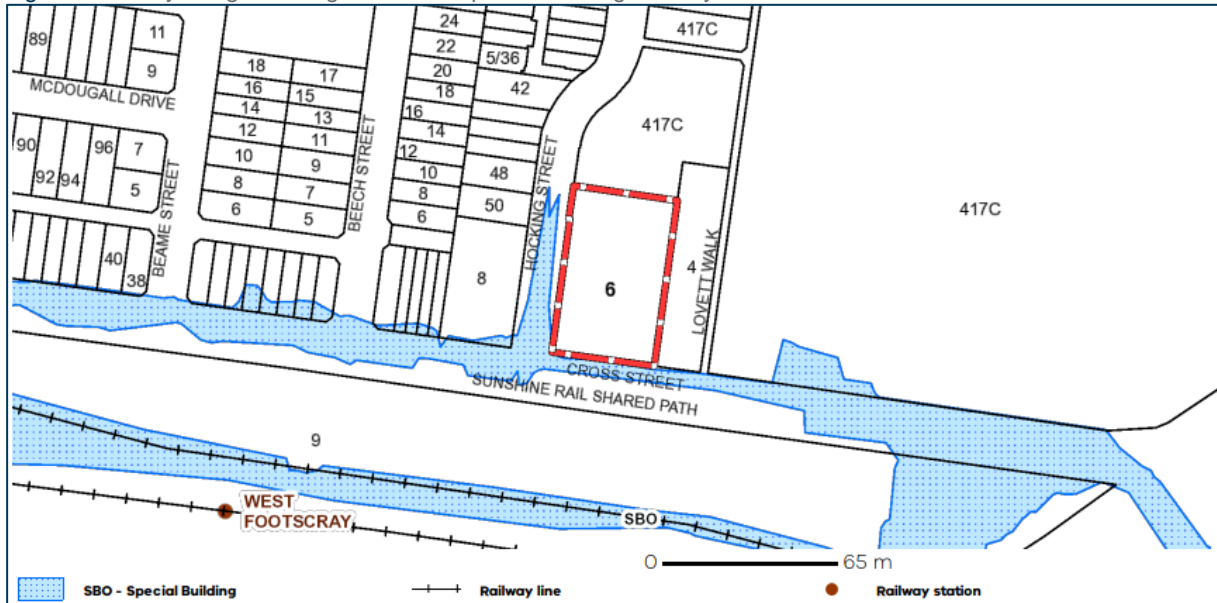 24
22
20
18
5/36
42
417C
11
9
89
MCDOUGALL DRIVE
18
17
16
15
14
13
12
11
10
9
8
7
6
5
16
14
12
10
8
6
48
50
417C
90
92
94
96
7
5
BEAME STREET
BEECH STREET
HOCKING STREET
417C
40
38
8
6
4
LOVETT WALK
CROSS STREET
SUNSHINE RAIL SHARED PATH
9
WEST
FOOTSCRAY
SBO
0
65 m
SBO - Special Building
Railway line
Railway station